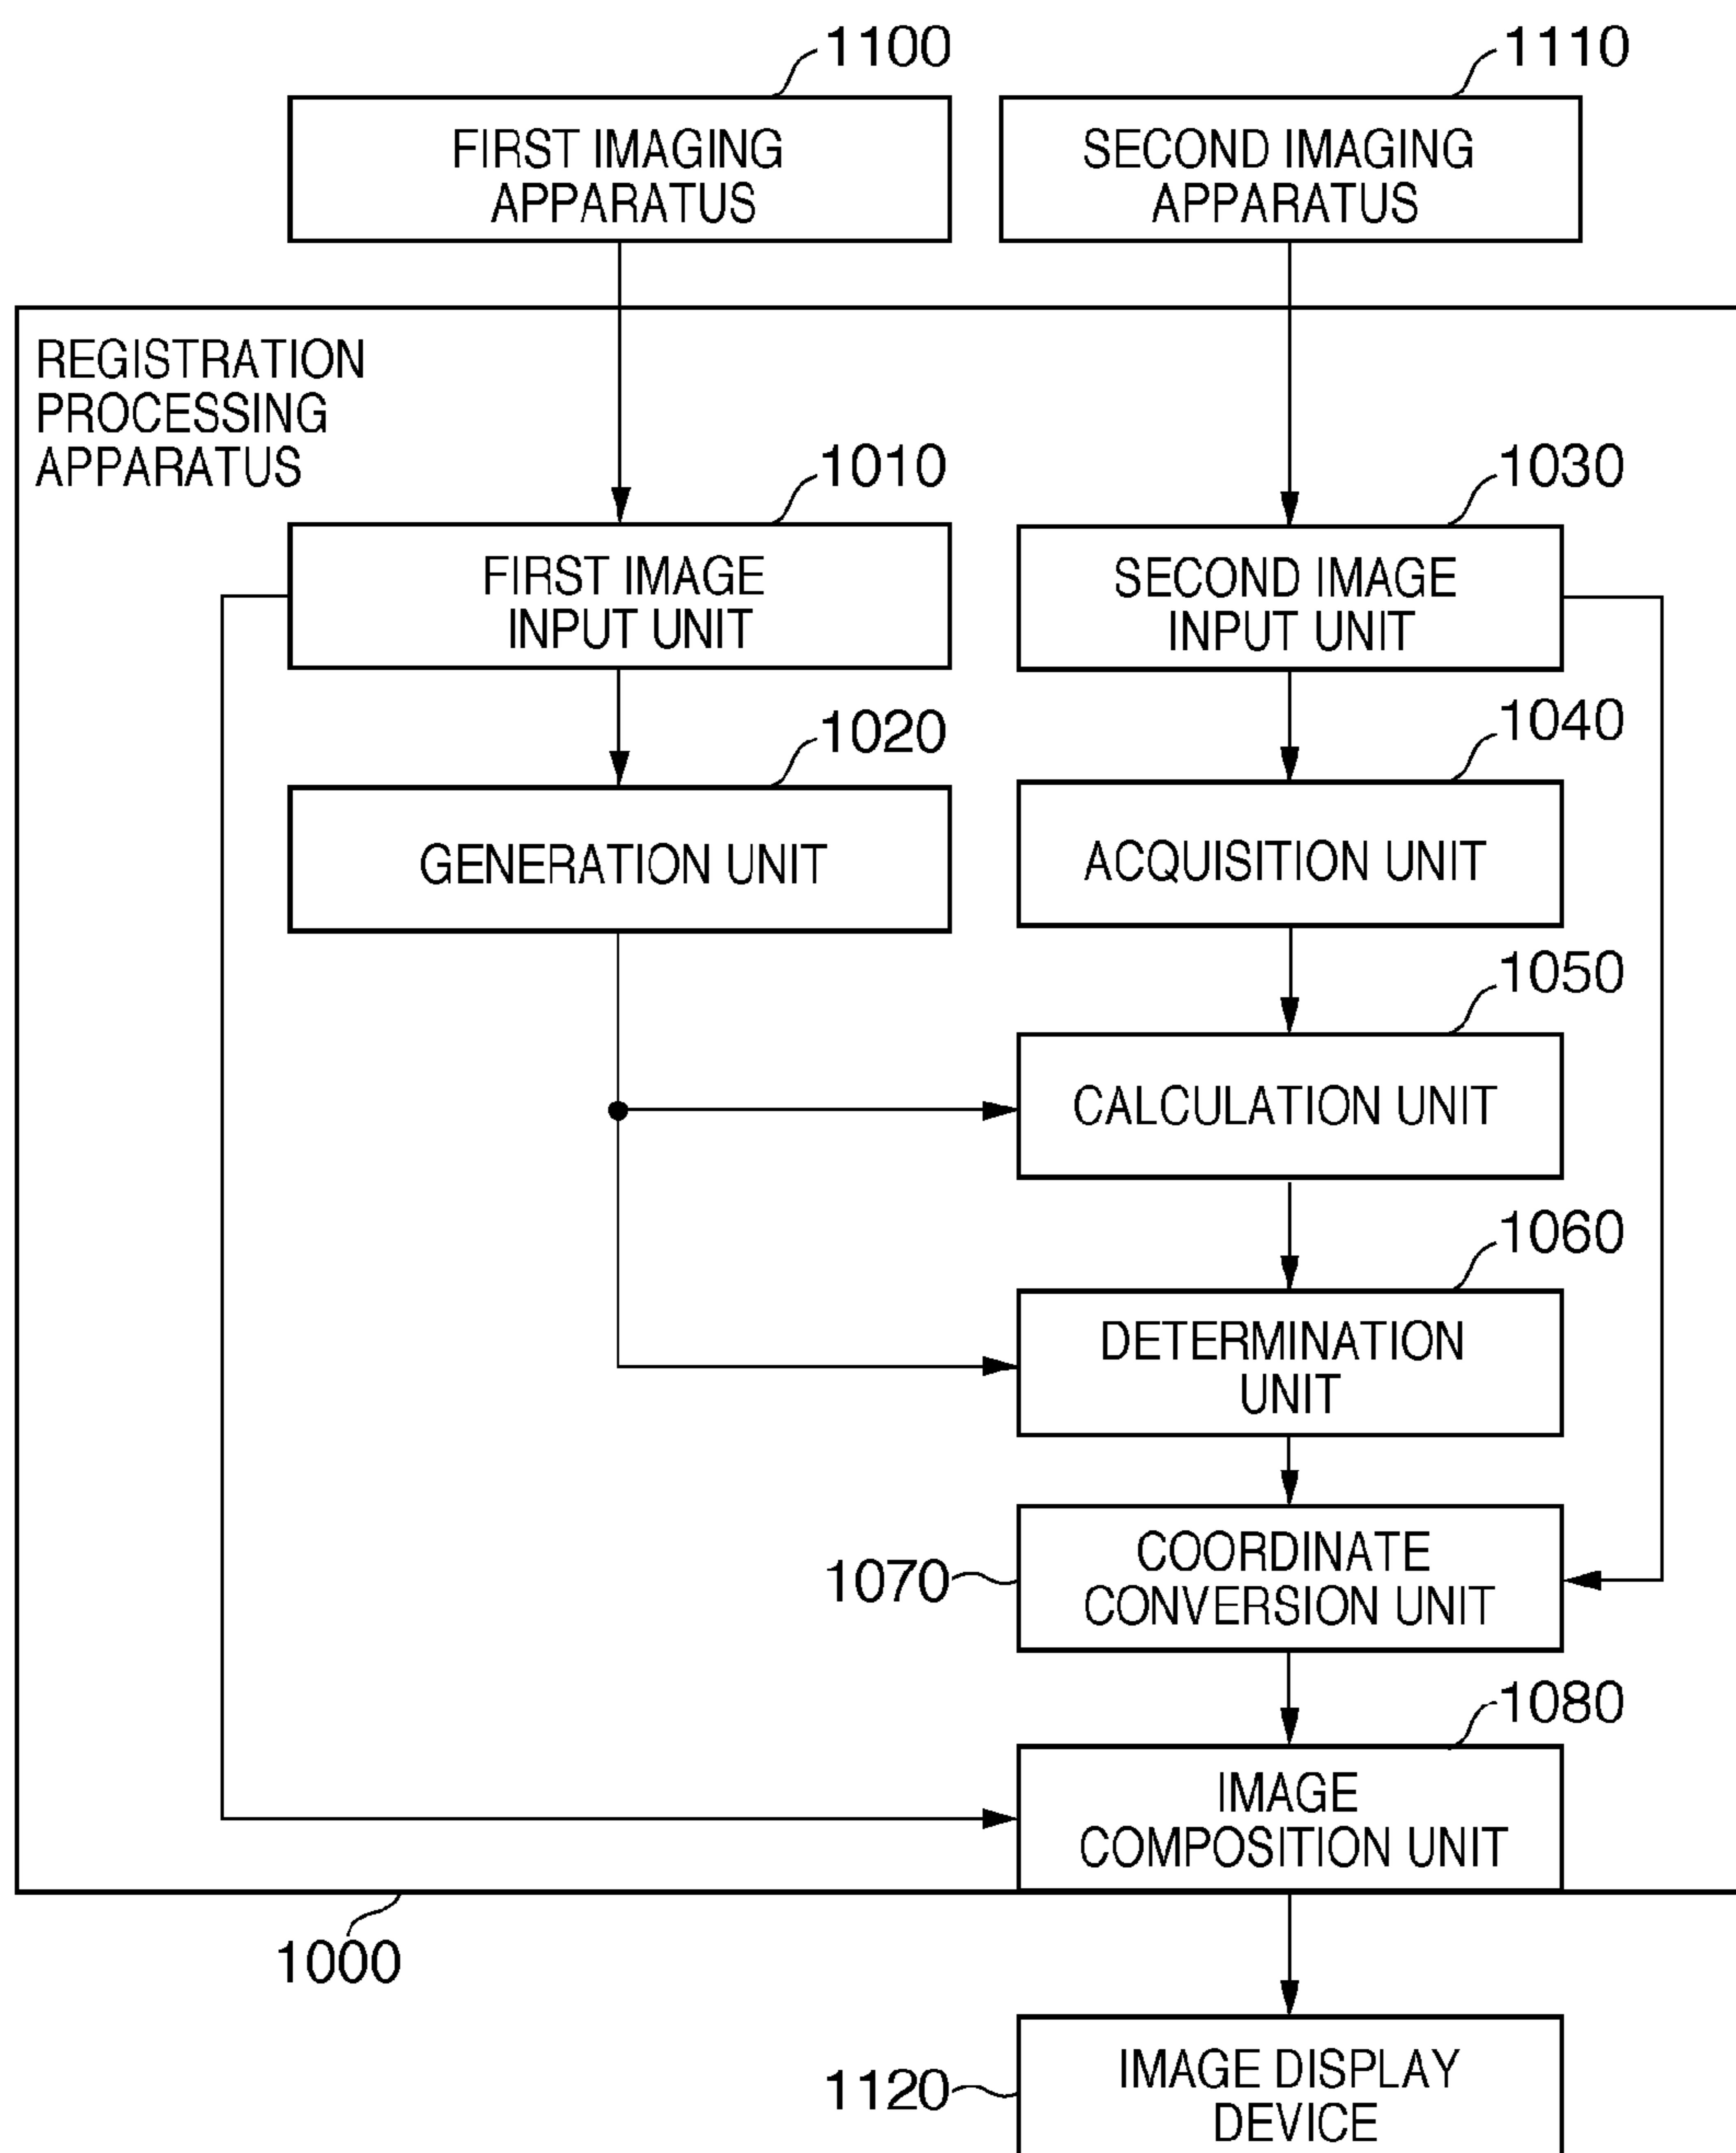 1100
1110
FIRST IMAGING
APPARATUS
SECOND IMAGING
APPARATUS
REGISTRATION
PROCESSING
APPARATUS
1010
1030
FIRST IMAGE
INPUT UNIT
SECOND IMAGE
INPUT UNIT
1020
1040
GENERATION UNIT
ACQUISITION UNIT
1050
CALCULATION UNIT
1060
DETERMINATION
UNIT
1070
COORDINATE
CONVERSION UNIT
1080
IMAGE
COMPOSITION UNIT
1000
1120
IMAGE DISPLAY
DEVICE